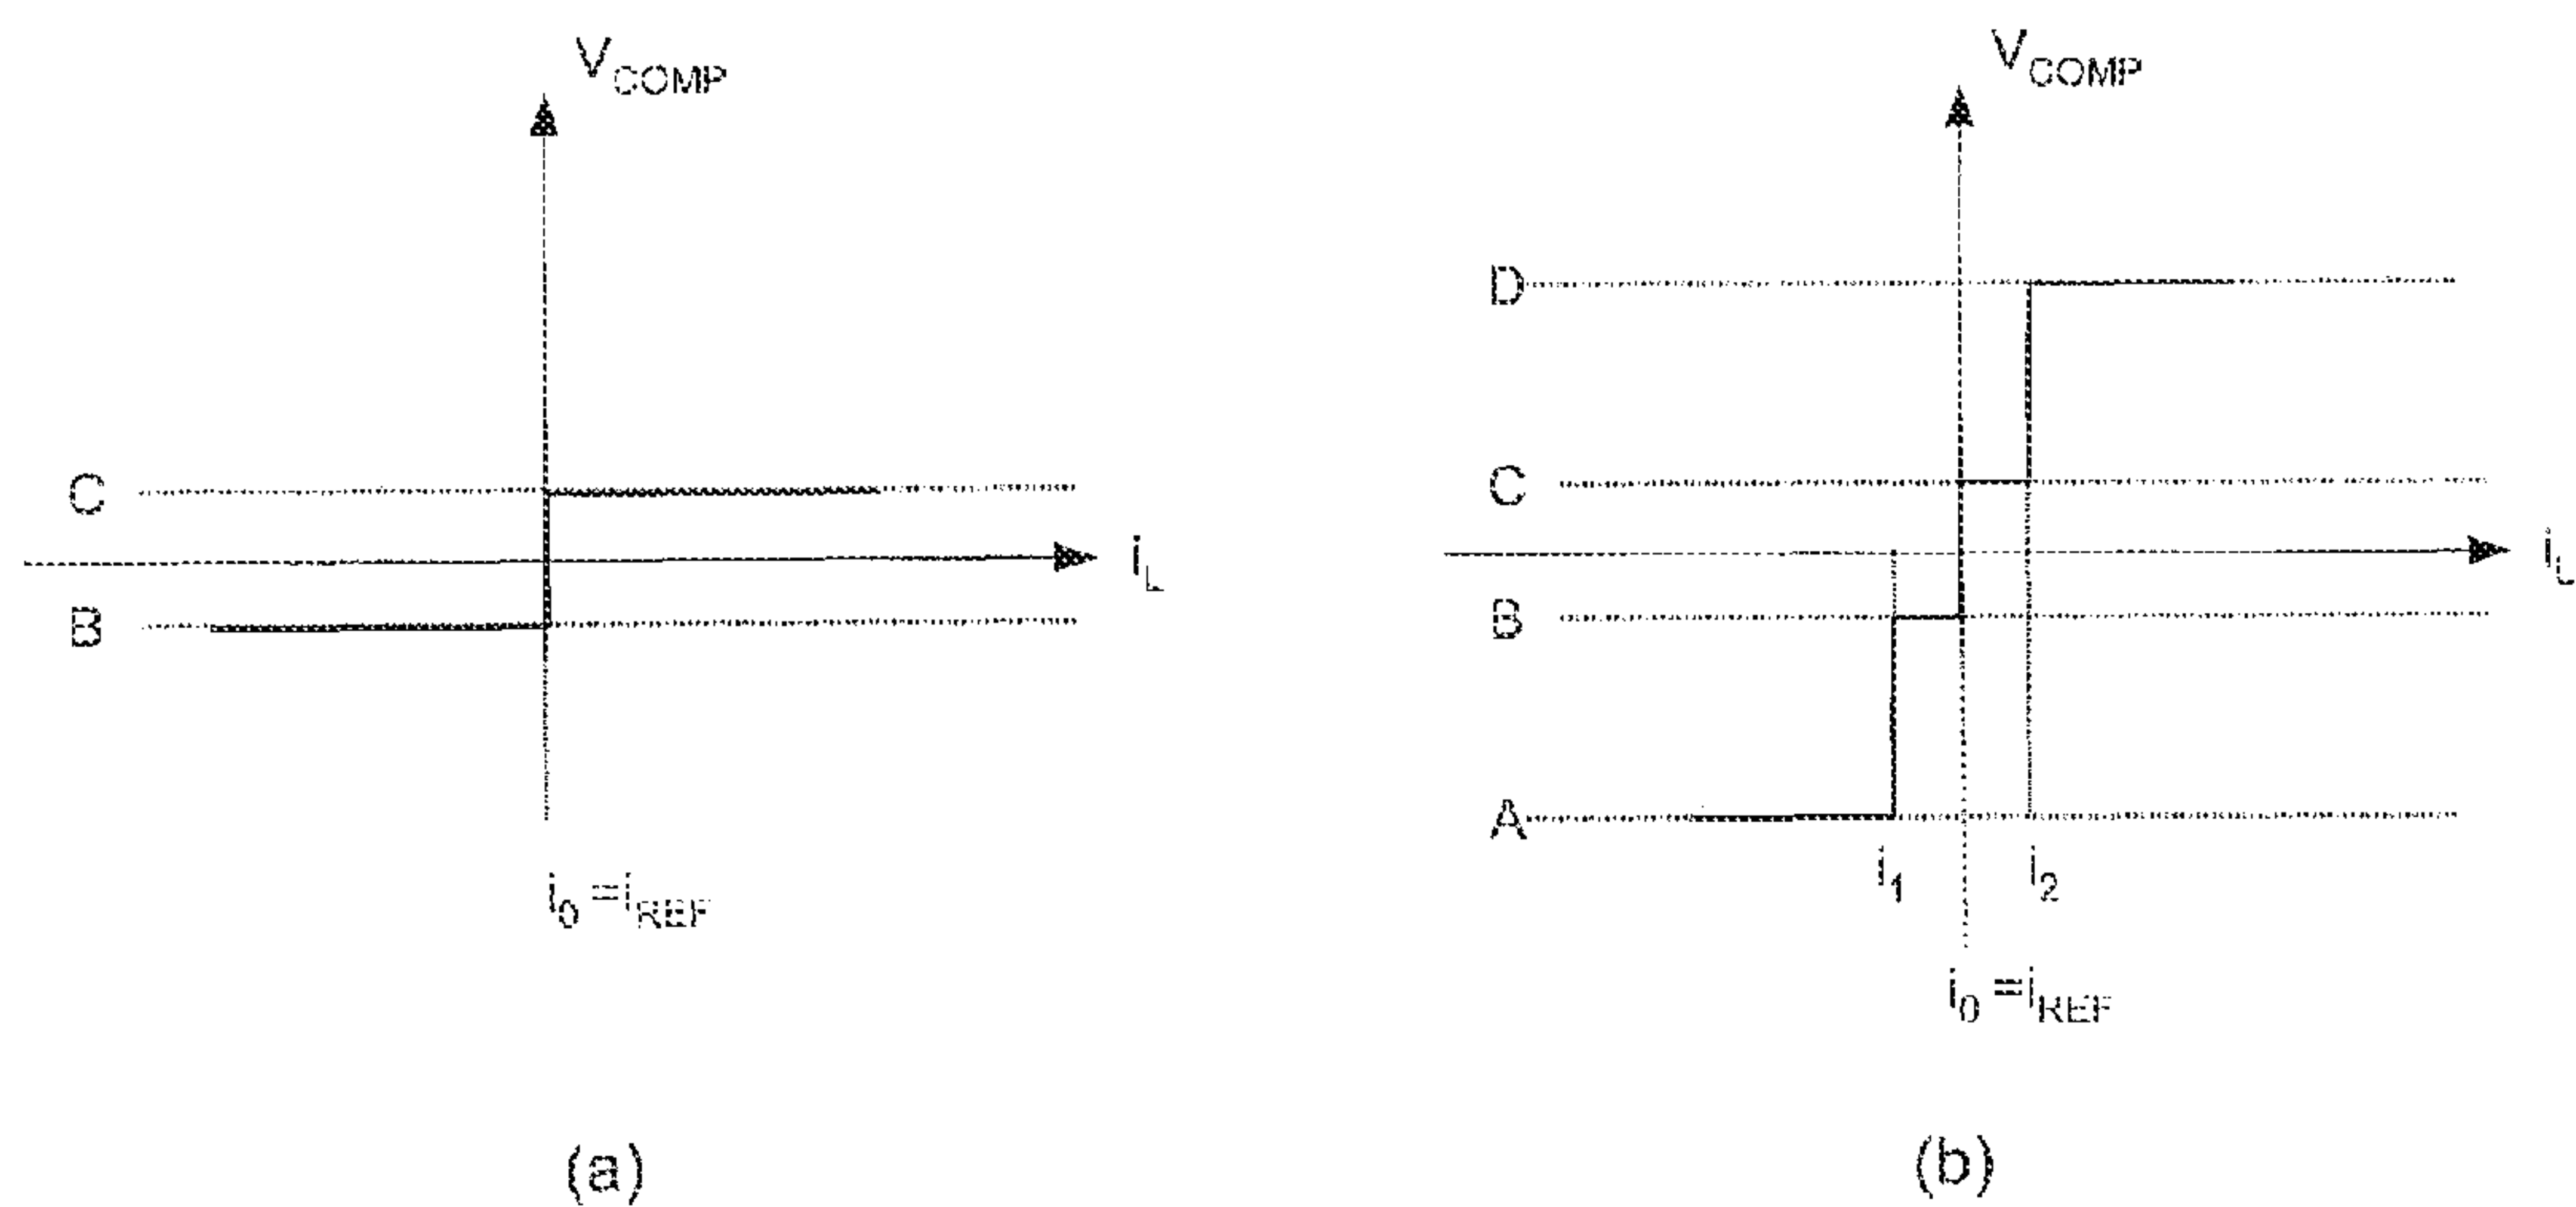 V_COMP
C
i_L
B
i_0 = i_REF
(a)
V_COMP
D
C
i_L
B
A
i_1
i_2
i_0 = i_REF
(b)